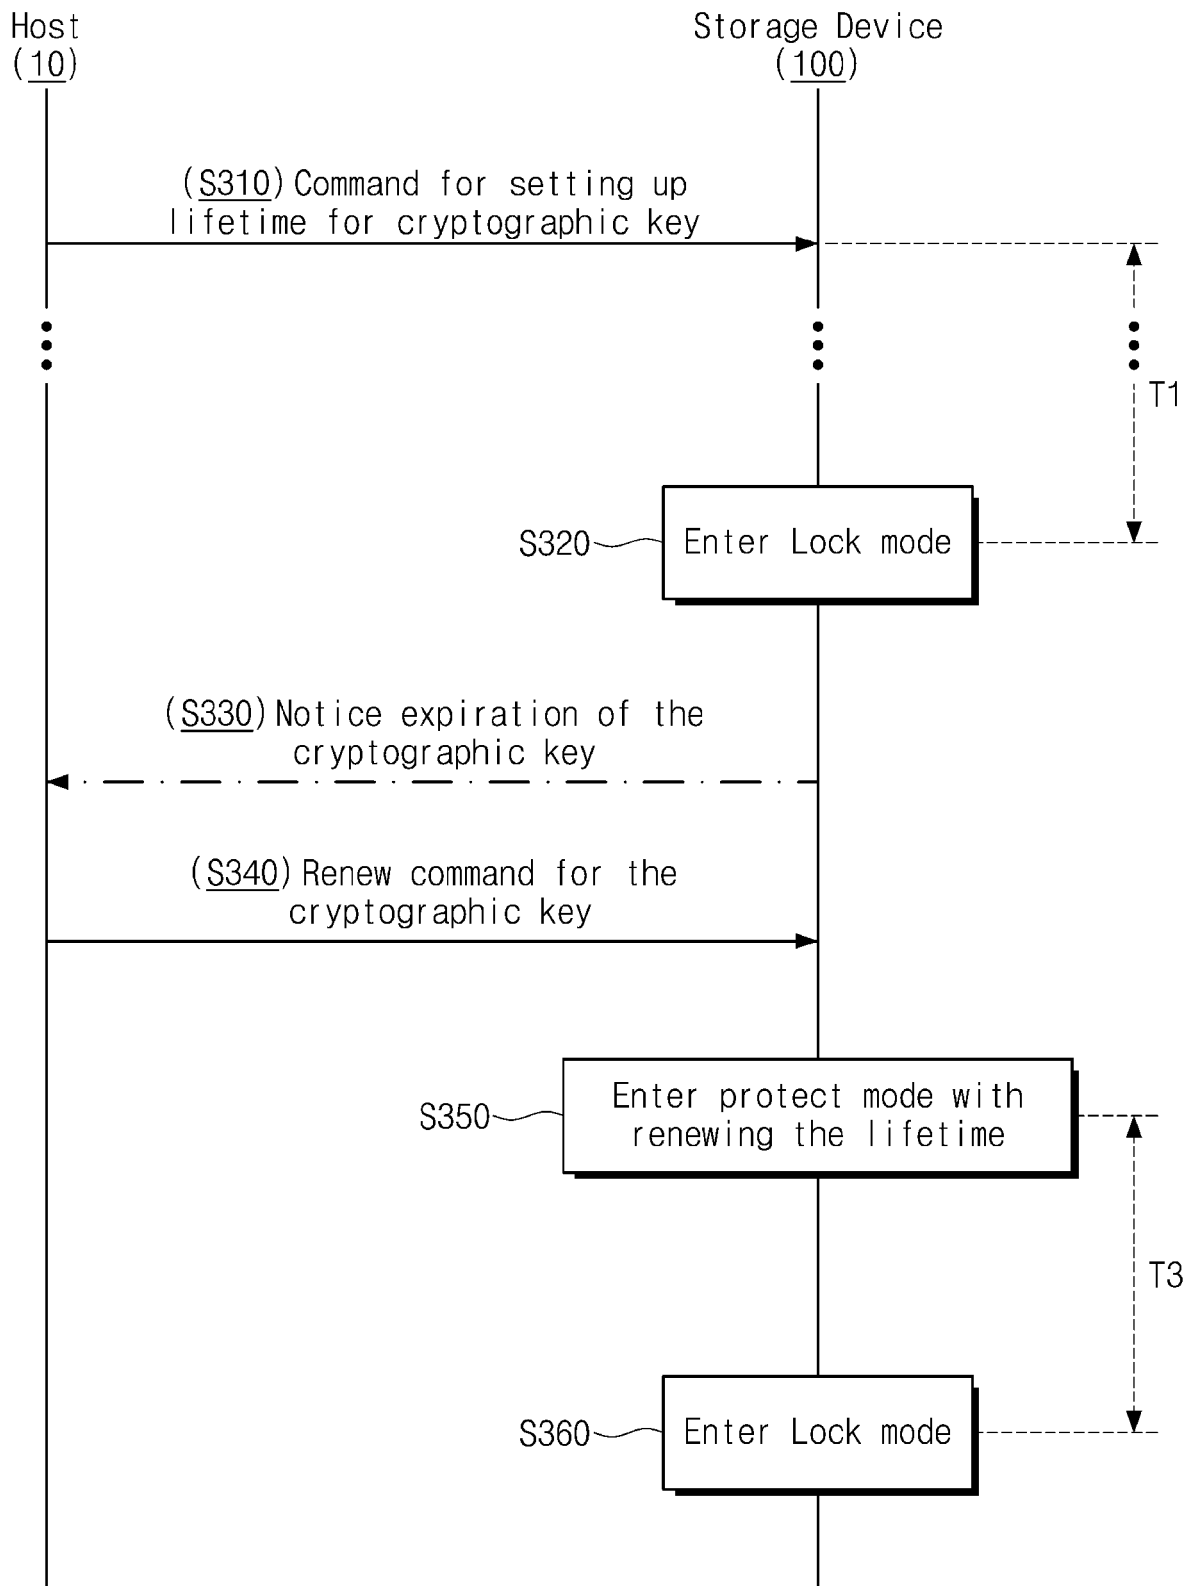 Host
(10)
Storage Device
(100)
(S310) Command for setting up
lifetime for cryptographic key
T1
S320
Enter Lock mode
(S330) Notice expiration of the
cryptographic key
(S340) Renew command for the
cryptographic key
S350
Enter protect mode with
renewing the lifetime
T3
S360
Enter Lock mode